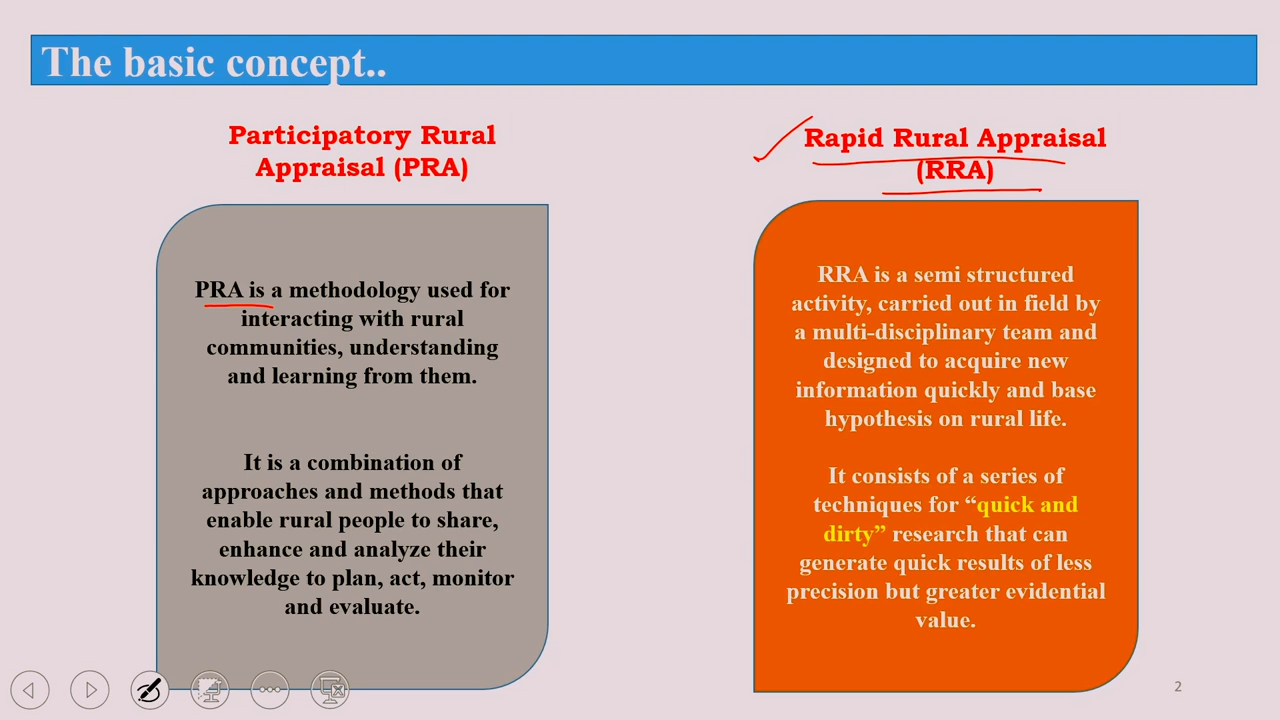 The basic concept..
Participatory Rural
Appraisal (PRA)
PRA is a methodology used for
interacting with rural
communities, understanding
and learning from them.
It is a combination of
approaches and methods that
enable rural people to share,
enhance and analyze their
knowledge to plan, act, monitor
and evaluate.
Rapid Rural Appraisal
(RRA)
RRA is a semi structured
activity, carried out in field by
a multi-disciplinary team and
designed to acquire new
information quickly and base
hypothesis on rural life.
It consists of a series of
techniques for “quick and
dirty” research that can
generate quick results of less
precision but greater evidential
value.
2